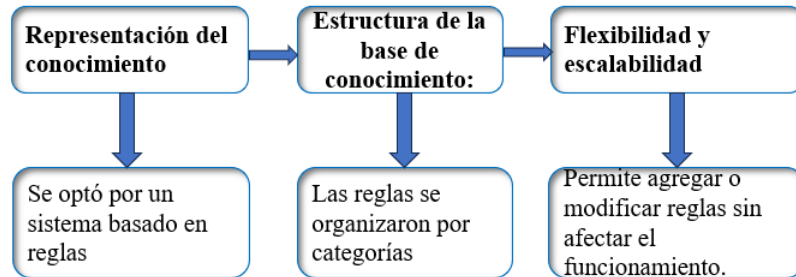 Representación del
conocimiento
Estructura de la
base de
conocimiento:
Flexibilidad y
escalabilidad
Se optó por un
sistema basado en
reglas
Las reglas se
organizaron por
categorías
Permite agregar o
modificar reglas sin
afectar el
funcionamiento.